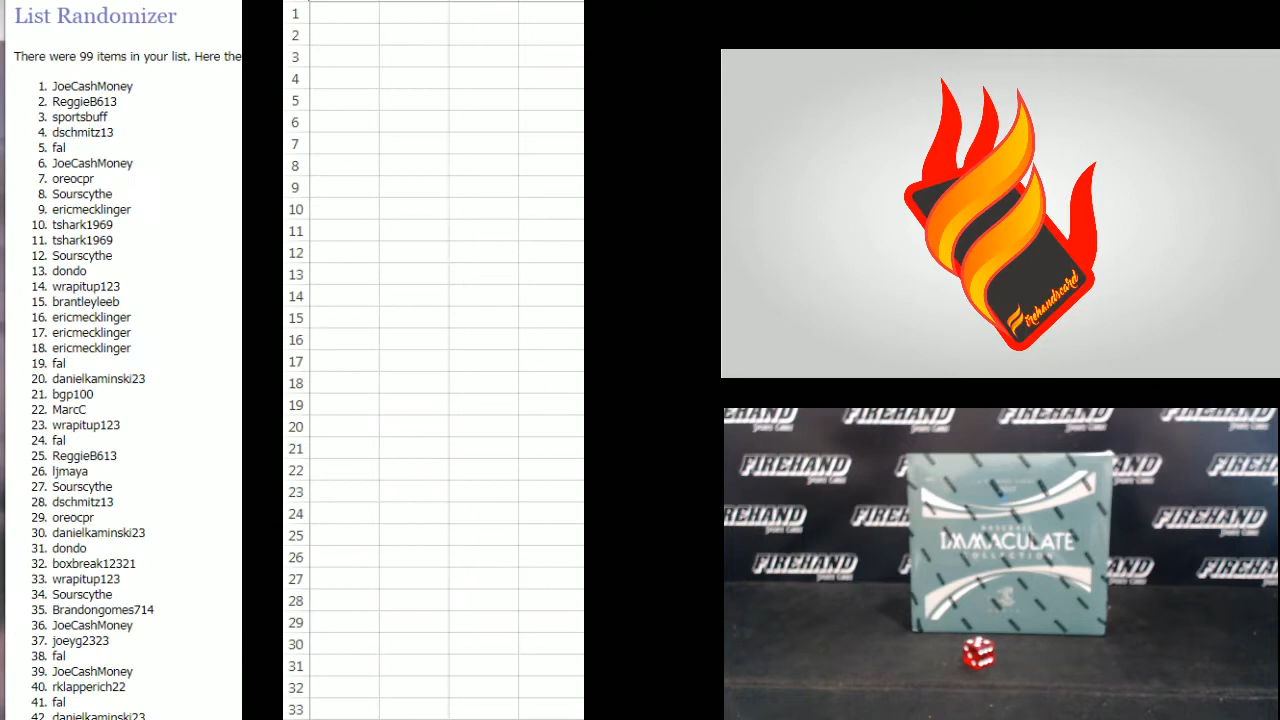 List Randomizer
There were 99 items in your list. Here the
1. JoeCashMoney
2. ReggieB613
3. sportsbuff
4. dschmitz13
5. fal
6. JoeCashMoney
7. oreocpr
8. Sourscythe
9. ericmecklinger
10. tshark1969
11. tshark1969
12. Sourscythe
13. dondo
14. wrapitup123
15. brantleyleeb
16. ericmecklinger
17. ericmecklinger
18. ericmecklinger
19. fal
20. danielkaminski23
21. bgp100
22. MarcC
23. wrapitup123
24. fal
25. ReggieB613
26. ljmaya
27. Sourscythe
28. dschmitz13
29. oreocpr
30. danielkaminski23
31. dondo
32. boxbreak12321
33. wrapitup123
34. Sourscythe
35. Brandongomes714
36. JoeCashMoney
37. joeyg2323
38. fal
39. JoeCashMoney
40. rklapperich22
41. fal
42. danielkaminski23
1
2
3
4
5
6
7
8
9
10
11
12
13
14
15
16
17
18
19
20
21
22
23
24
25
26
27
28
29
30
31
32
33
irehandscard
FIREHAND
FIREHAND
FIREHAND
FIREHAND
BASEBALL
IMMACULATE
COLLECTION